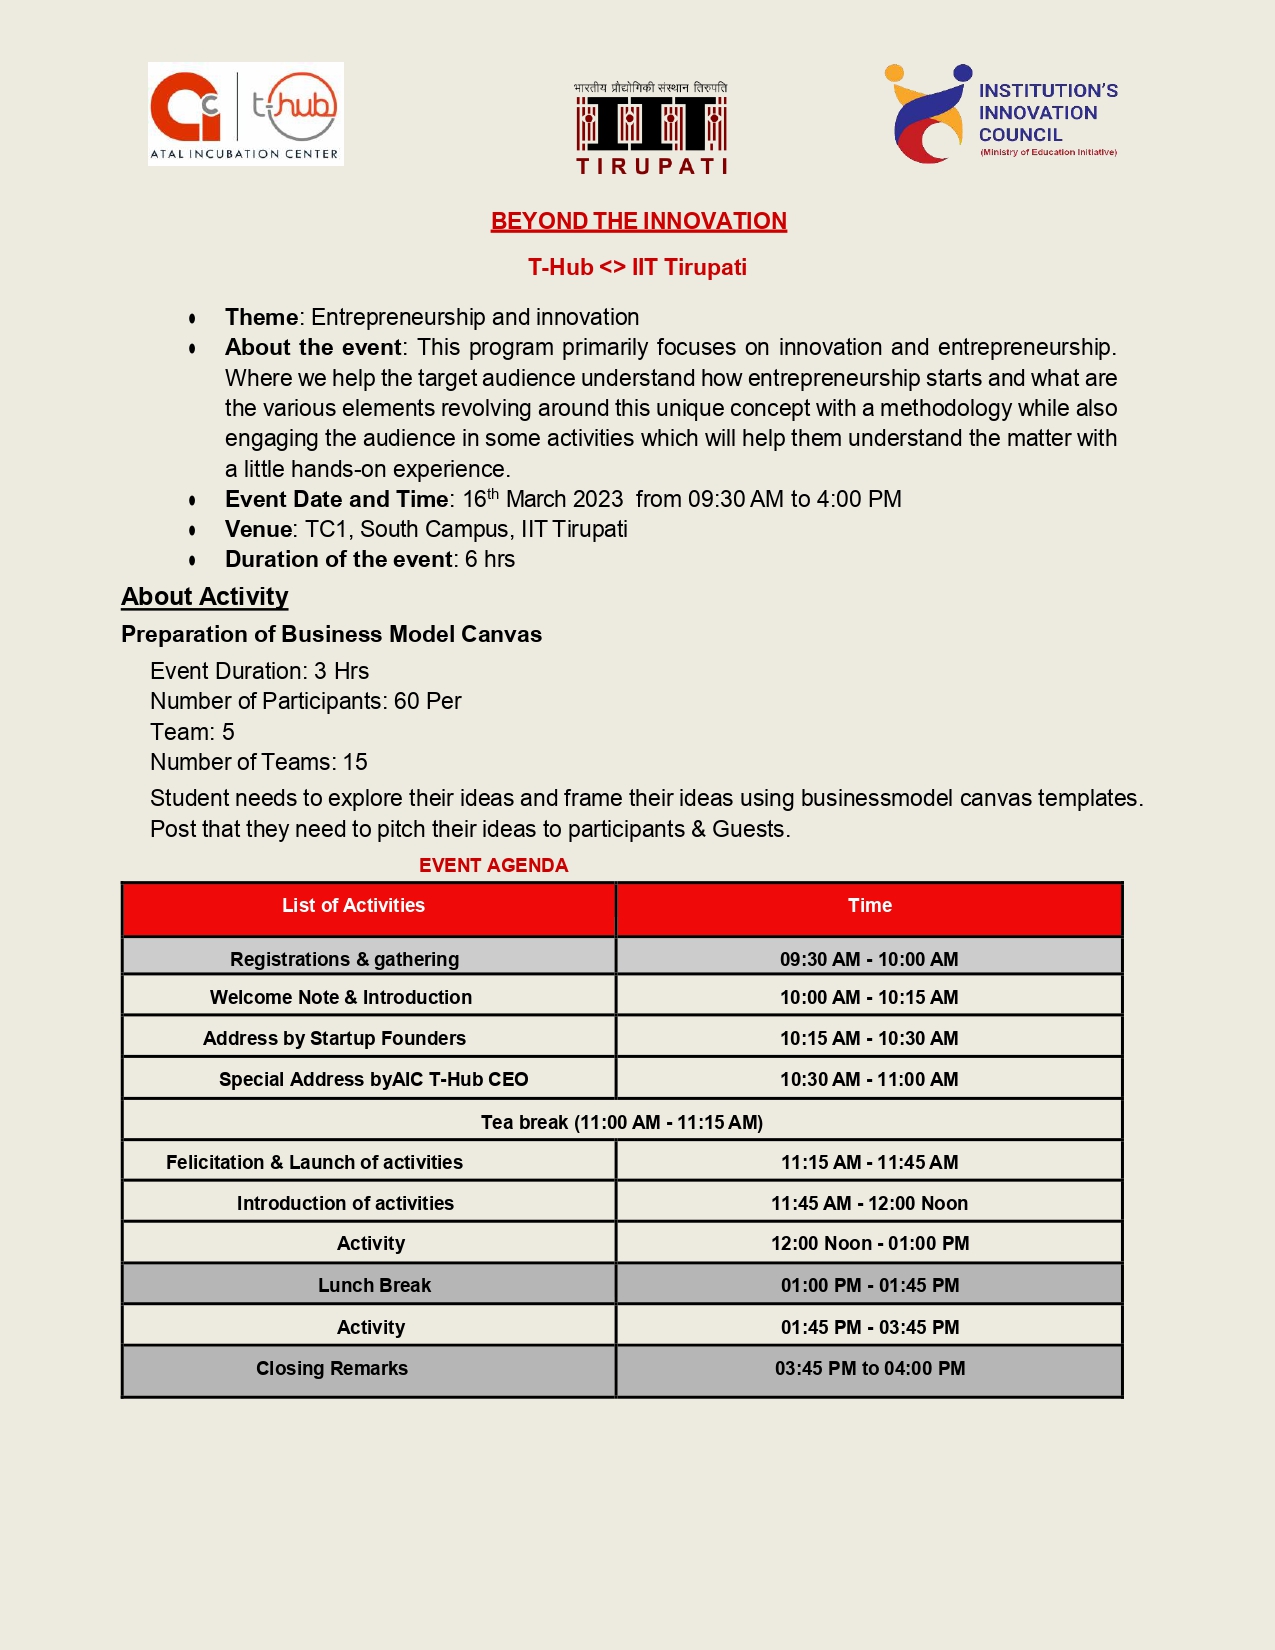 t-hub
ATAL INCUBATION CENTER
भारतीय प्रौद्योगिकी संस्थान तिरुपति
IIT
TIRUPATI
INSTITUTION'S
INNOVATION
COUNCIL
(Ministry of Education Initiative)
BEYOND THE INNOVATION
T-Hub <> IIT Tirupati
• Theme: Entrepreneurship and innovation
• About the event: This program primarily focuses on innovation and entrepreneurship.
Where we help the target audience understand how entrepreneurship starts and what are
the various elements revolving around this unique concept with a methodology while also
engaging the audience in some activities which will help them understand the matter with
a little hands-on experience.
• Event Date and Time: 16th March 2023 from 09:30 AM to 4:00 PM
• Venue: TC1, South Campus, IIT Tirupati
• Duration of the event: 6 hrs
About Activity
Preparation of Business Model Canvas
Event Duration: 3 Hrs
Number of Participants: 60 Per
Team: 5
Number of Teams: 15
Student needs to explore their ideas and frame their ideas using businessmodel canvas templates.
Post that they need to pitch their ideas to participants & Guests.
EVENT AGENDA
List of Activities Time
Registrations & gathering 09:30 AM - 10:00 AM
Welcome Note & Introduction 10:00 AM - 10:15 AM
Address by Startup Founders 10:15 AM - 10:30 AM
Special Address byAIC T-Hub CEO 10:30 AM - 11:00 AM
Tea break (11:00 AM - 11:15 AM)
Felicitation & Launch of activities 11:15 AM - 11:45 AM
Introduction of activities 11:45 AM - 12:00 Noon
Activity 12:00 Noon - 01:00 PM
Lunch Break 01:00 PM - 01:45 PM
Activity 01:45 PM - 03:45 PM
Closing Remarks 03:45 PM to 04:00 PM